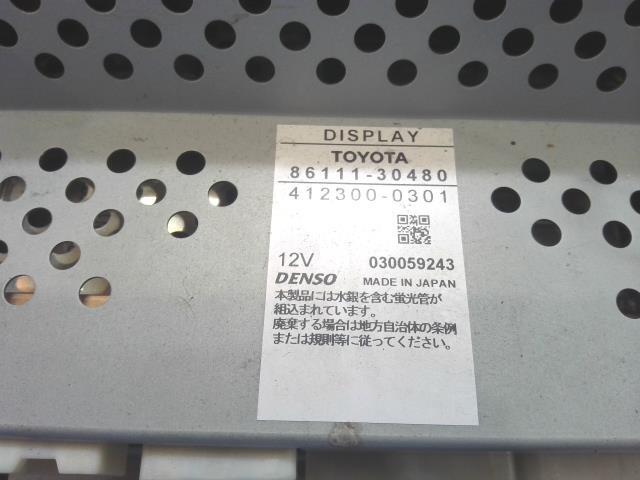 DISPLAY
TOYOTA
86111-30480
412300-0301
12V 030059243
DENSO MADE IN JAPAN
本製品には水銀を含む蛍光管が
組込まれています。
廃棄する場合は地方自治体の条例
または規則等に従ってください。